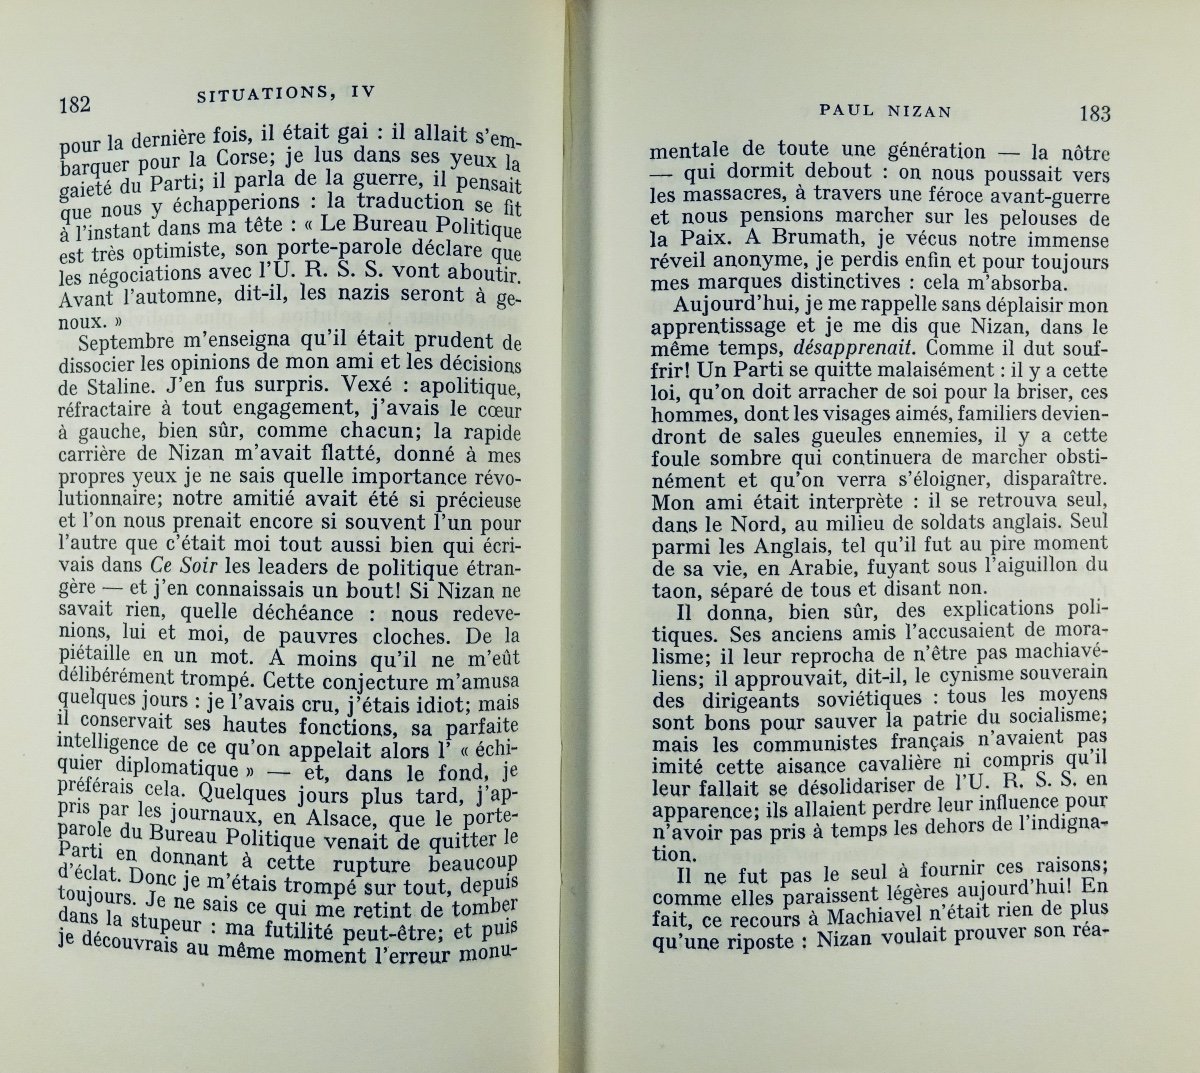 182
SITUATIONS, IV
pour la dernière fois, il était gai : il allait s'em-
barquer pour la Corse; je lus dans ses yeux la
gaieté du Parti; il parla de la guerre, il pensait
que nous y échapperions : la traduction se fit
à l'instant dans ma tête : « Le Bureau Politique
est très optimiste, son porte-parole déclare que
les négociations avec l'U. R. S. S. vont aboutir.
Avant l'automne, dit-il, les nazis seront à ge-
noux. »
Septembre m'enseigna qu'il était prudent de
dissocier les opinions de mon ami et les décisions
de Staline. J'en fus surpris. Vexé : apolitique,
réfractaire à tout engagement, j'avais le cœur
à gauche, bien sûr, comme chacun; la rapide
carrière de Nizan m'avait flatté, donné à mes
propres yeux je ne sais quelle importance révo-
lutionnaire; notre amitié avait été si précieuse
et l'on nous prenait encore si souvent l'un pour
l'autre que c'était moi tout aussi bien qui écri-
vais dans Ce Soir les leaders de politique étran-
gère — et j'en connaissais un bout! Si Nizan ne
savait rien, quelle déchéance : nous redeve-
nions, lui et moi, de pauvres cloches. De la
piétaille en un mot. A moins qu'il ne m'eût
délibérément trompé. Cette conjecture m'amusa
quelques jours : je l'avais cru, j'étais idiot; mais
il conservait ses hautes fonctions, sa parfaite
intelligence de ce qu'on appelait alors l' « échi-
quier diplomatique » — et, dans le fond, je
préférais cela. Quelques jours plus tard, j'ap-
pris par les journaux, en Alsace, que le porte-
parole du Bureau Politique venait de quitter le
Parti en donnant à cette rupture beaucoup
d'éclat. Donc je m'étais trompé sur tout, depuis
toujours. Je ne sais ce qui me retint de tomber
dans la stupeur : ma futilité peut-être; et puis
je découvrais au même moment l'erreur monu-
PAUL NIZAN
183
mentale de toute une génération — la nôtre
— qui dormit debout : on nous poussait vers
les massacres, à travers une féroce avant-guerre
et nous pensions marcher sur les pelouses de
la Paix. A Brumath, je vécus notre immense
réveil anonyme, je perdis enfin et pour toujours
mes marques distinctives : cela m'absorba.
Aujourd'hui, je me rappelle sans déplaisir mon
apprentissage et je me dis que Nizan, dans le
même temps, désapprenait. Comme il dut souf-
frir! Un Parti se quitte malaisément : il y a cette
loi, qu'on doit arracher de soi pour la briser, ces
hommes, dont les visages aimés, familiers devien-
dront de sales gueules ennemies, il y a cette
foule sombre qui continuera de marcher obsti-
nément et qu'on verra s'éloigner, disparaître.
Mon ami était interprète : il se retrouva seul,
dans le Nord, au milieu de soldats anglais. Seul
parmi les Anglais, tel qu'il fut au pire moment
de sa vie, en Arabie, fuyant sous l'aiguillon du
taon, séparé de tous et disant non.
Il donna, bien sûr, des explications poli-
tiques. Ses anciens amis l'accusaient de mora-
lisme; il leur reprocha de n'être pas machiavé-
liens; il approuvait, dit-il, le cynisme souverain
des dirigeants soviétiques : tous les moyens
sont bons pour sauver la patrie du socialisme;
mais les communistes français n'avaient pas
imité cette aisance cavalière ni compris qu'il
leur fallait se désolidariser de l'U. R. S. S. en
apparence; ils allaient perdre leur influence pour
n'avoir pas pris à temps les dehors de l'indigna-
tion.
Il ne fut pas le seul à fournir ces raisons;
comme elles paraissent légères aujourd'hui! En
fait, ce recours à Machiavel n'était rien de plus
qu'une riposte : Nizan voulait prouver son réa-